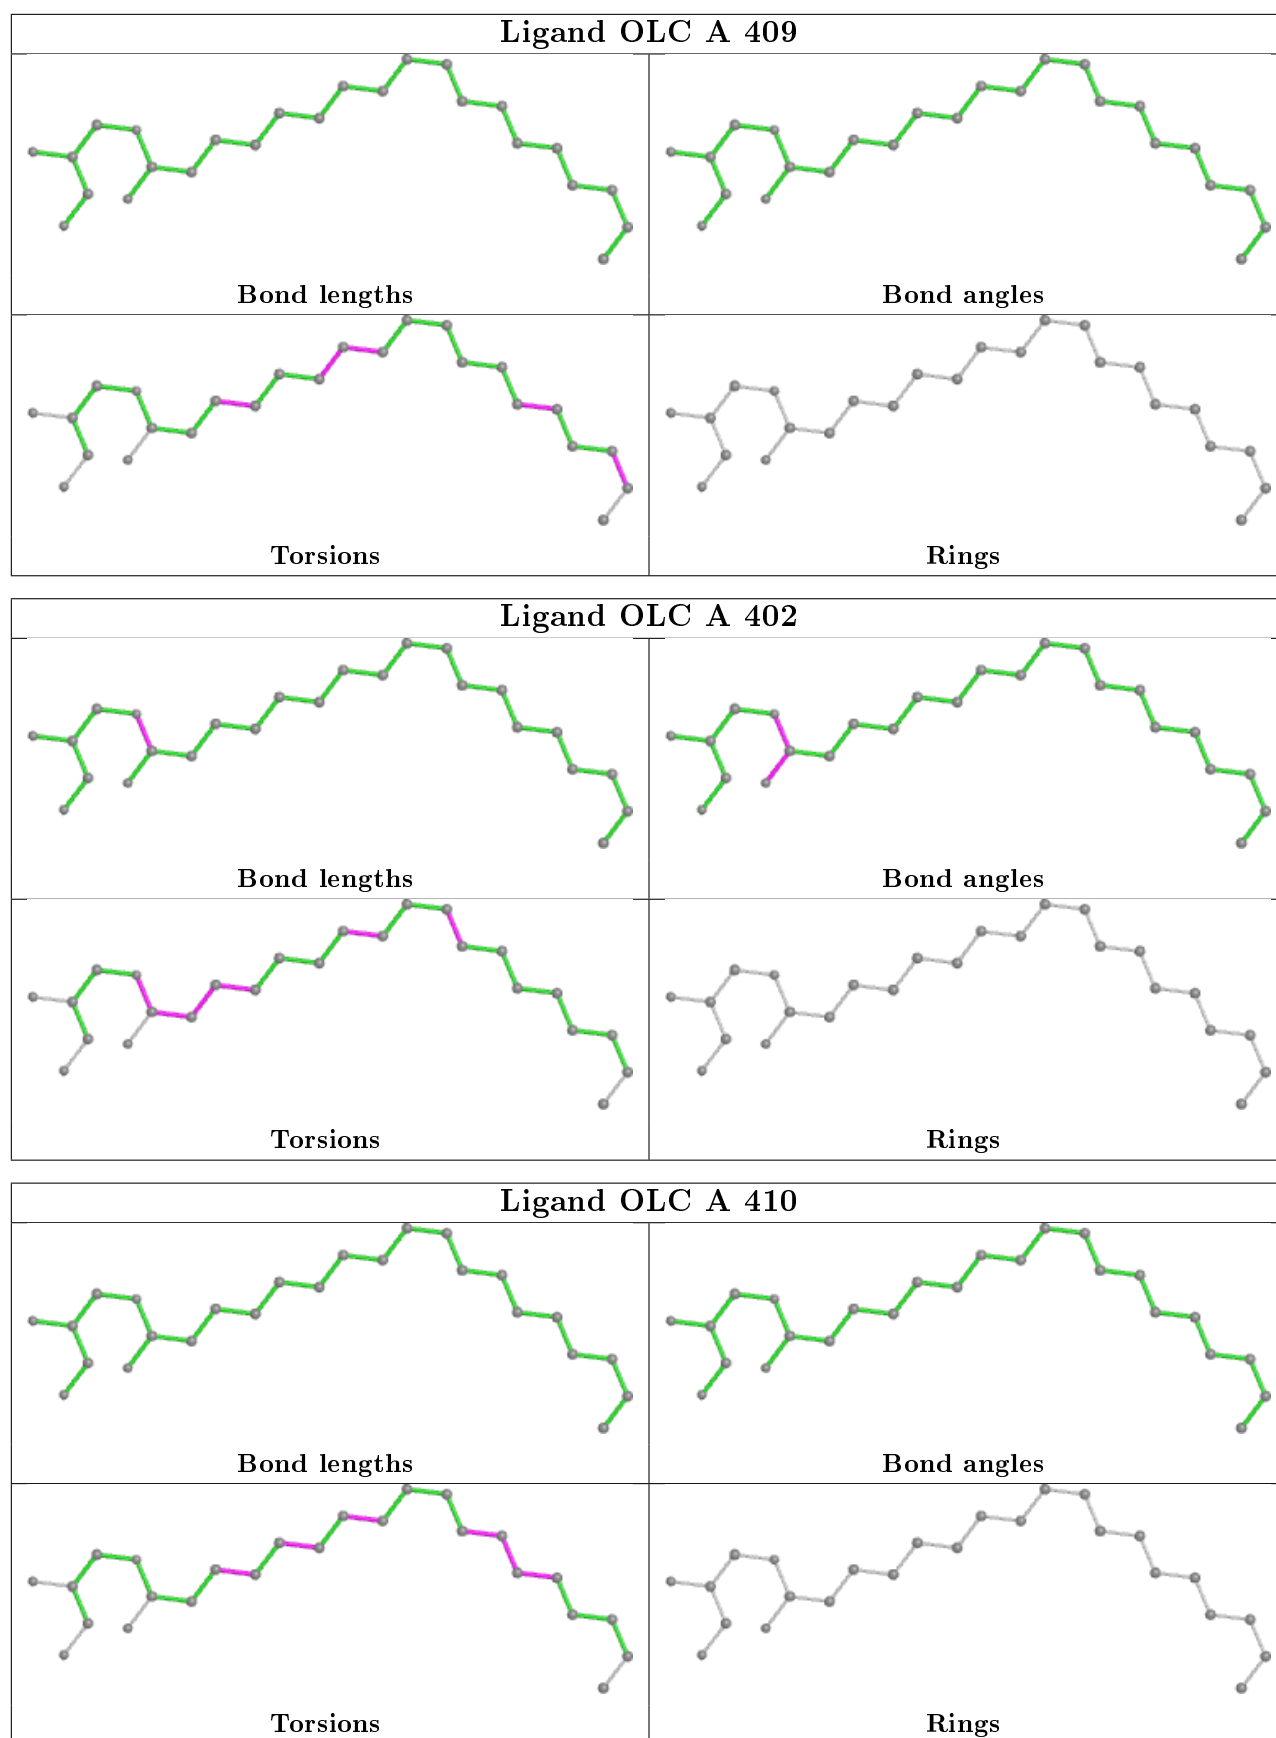 Ligand OLC A 409
Bond lengths
Bond angles
Torsions
Rings
Ligand OLC A 402
Bond lengths
Bond angles
Torsions
Rings
Ligand OLC A 410
Bond lengths
Bond angles
Torsions
Rings